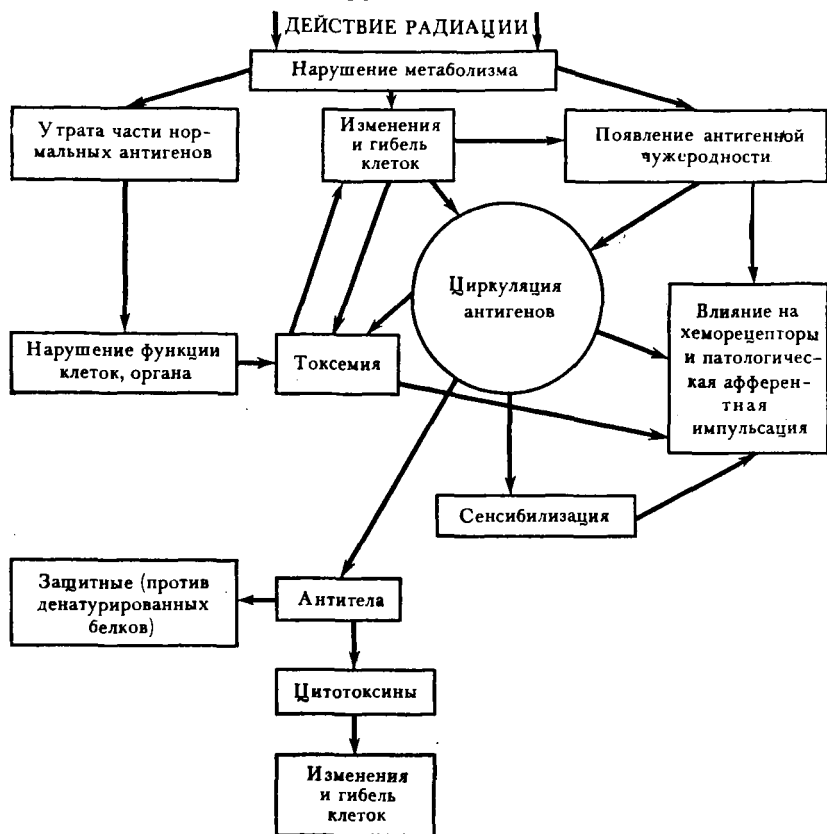 ДЕЙСТВИЕ РАДИАЦИИ
Нарушение метаболизма
Утрата части нор-
мальных антигенов
Изменения
и гибель
клеток
Появление антигенной
чужеродности
Циркуляция
антигенов
Влияние на
хеморецепторы
и патологичес-
кая афферен-
тная
импульсация
Нарушение функции
клеток, органа
Токсемия
Сенсибилизация
Защитные (против
денатурированных
белков)
Антитела
Цитотоксины
Изменения
и гибель
клеток